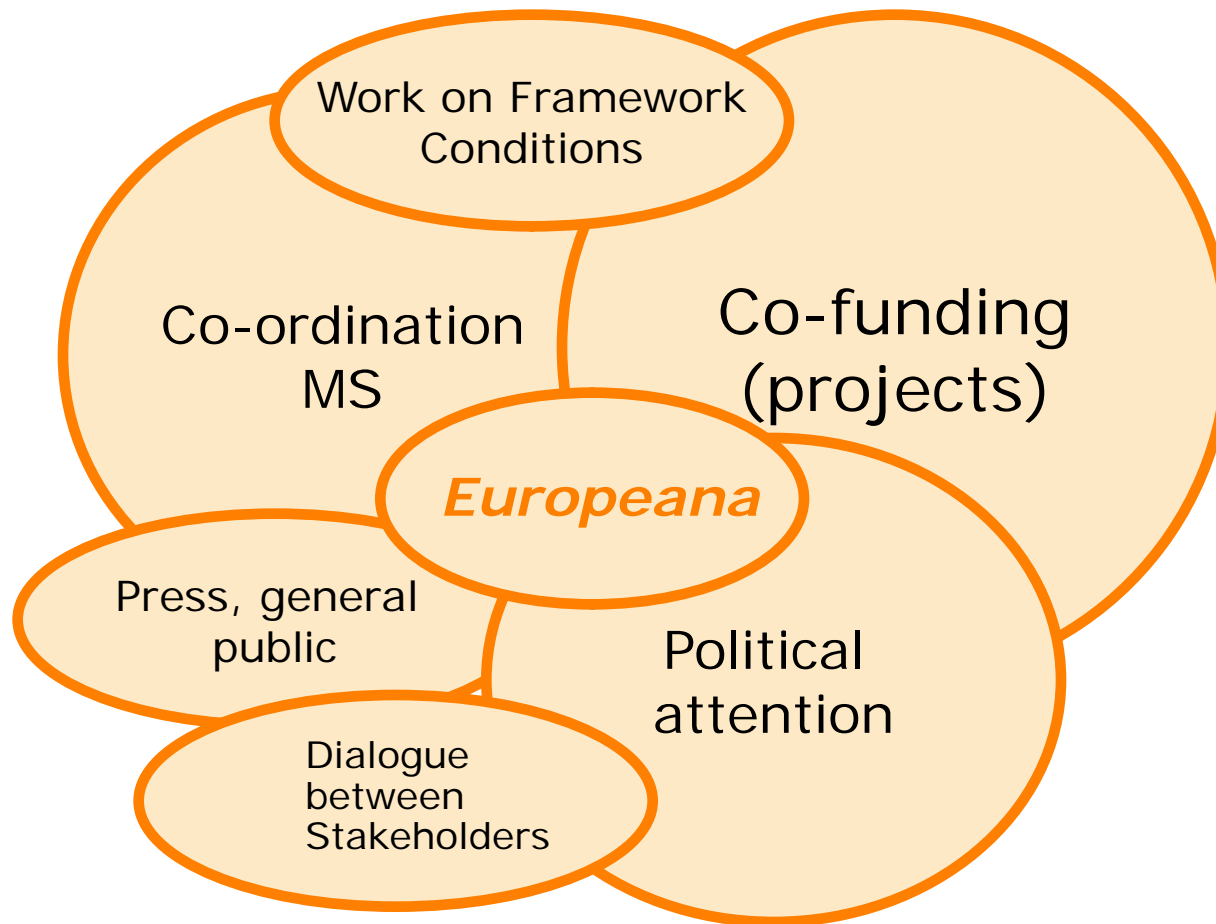 Work on Framework
Conditions
Co-ordination
MS
Co-funding
(projects)
Europeana
Press, general
public
Political
attention
Dialogue
between
Stakeholders